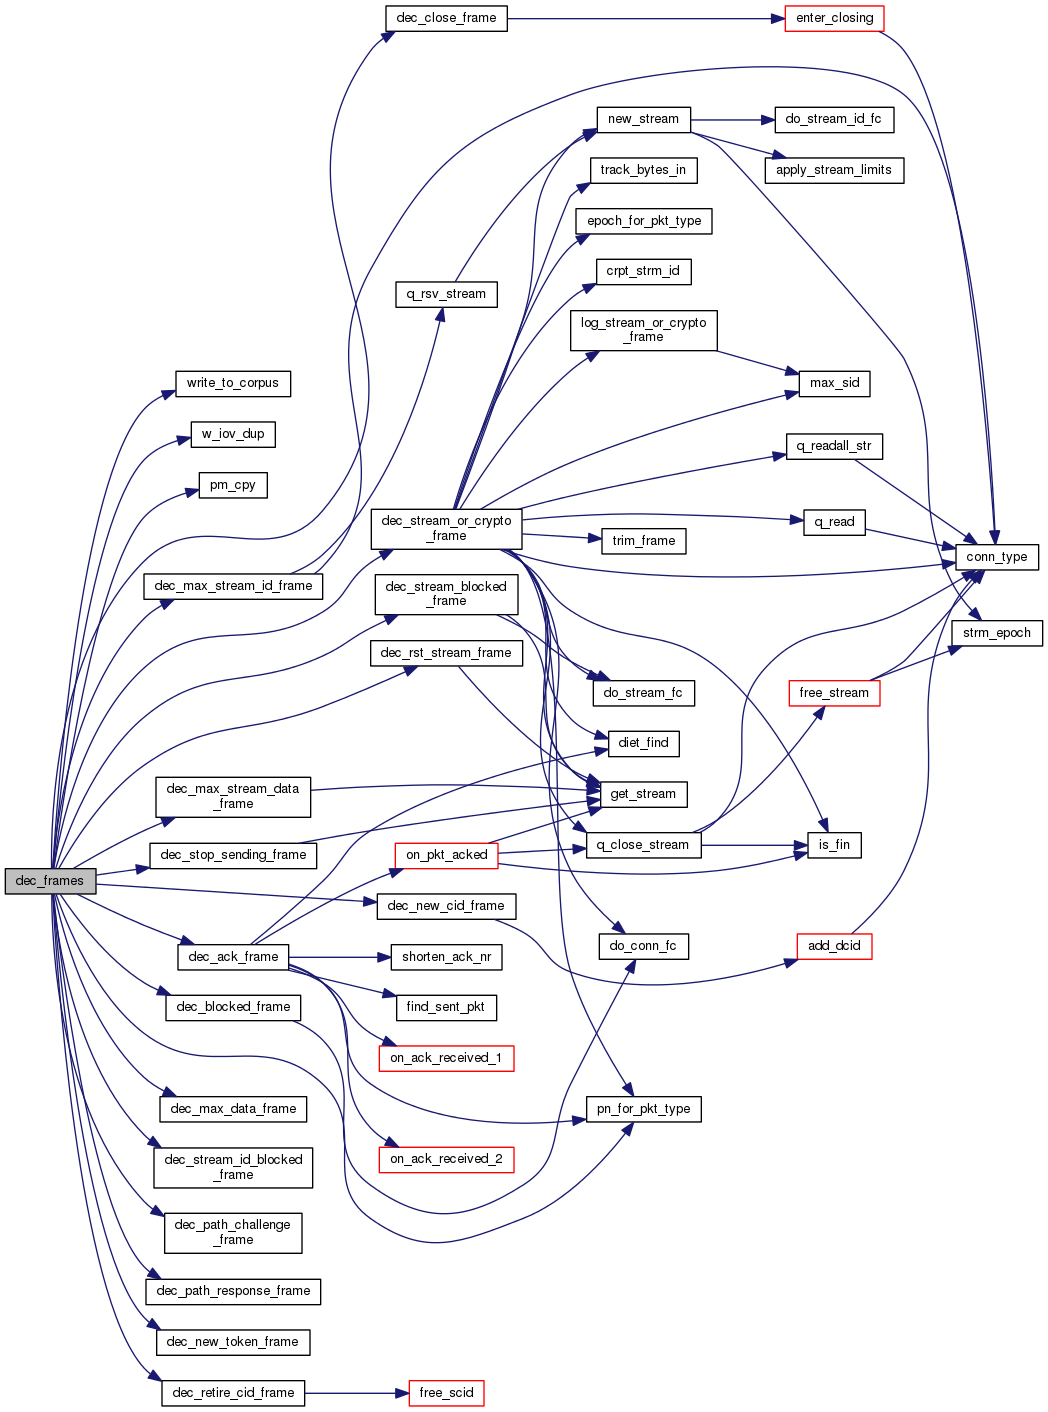 dec_close_frame
enter_closing
new_stream
do_stream_id_fc
track_bytes_in
apply_stream_limits
epoch_for_pkt_type
crpt_strm_id
q_rsv_stream
log_stream_or_crypto
_frame
max_sid
write_to_corpus
w_iov_dup
q_readall_str
pm_cpy
dec_stream_or_crypto
_frame
q_read
trim_frame
conn_type
dec_max_stream_id_frame
dec_stream_blocked
_frame
strm_epoch
dec_rst_stream_frame
do_stream_fc
free_stream
diet_find
dec_max_stream_data
_frame
get_stream
dec_stop_sending_frame
on_pkt_acked
q_close_stream
is_fin
dec_frames
dec_new_cid_frame
dec_ack_frame
shorten_ack_nr
do_conn_fc
add_dcid
dec_blocked_frame
find_sent_pkt
on_ack_received_1
dec_max_data_frame
pn_for_pkt_type
dec_stream_id_blocked
_frame
on_ack_received_2
dec_path_challenge
_frame
dec_path_response_frame
dec_new_token_frame
dec_retire_cid_frame
free_scid